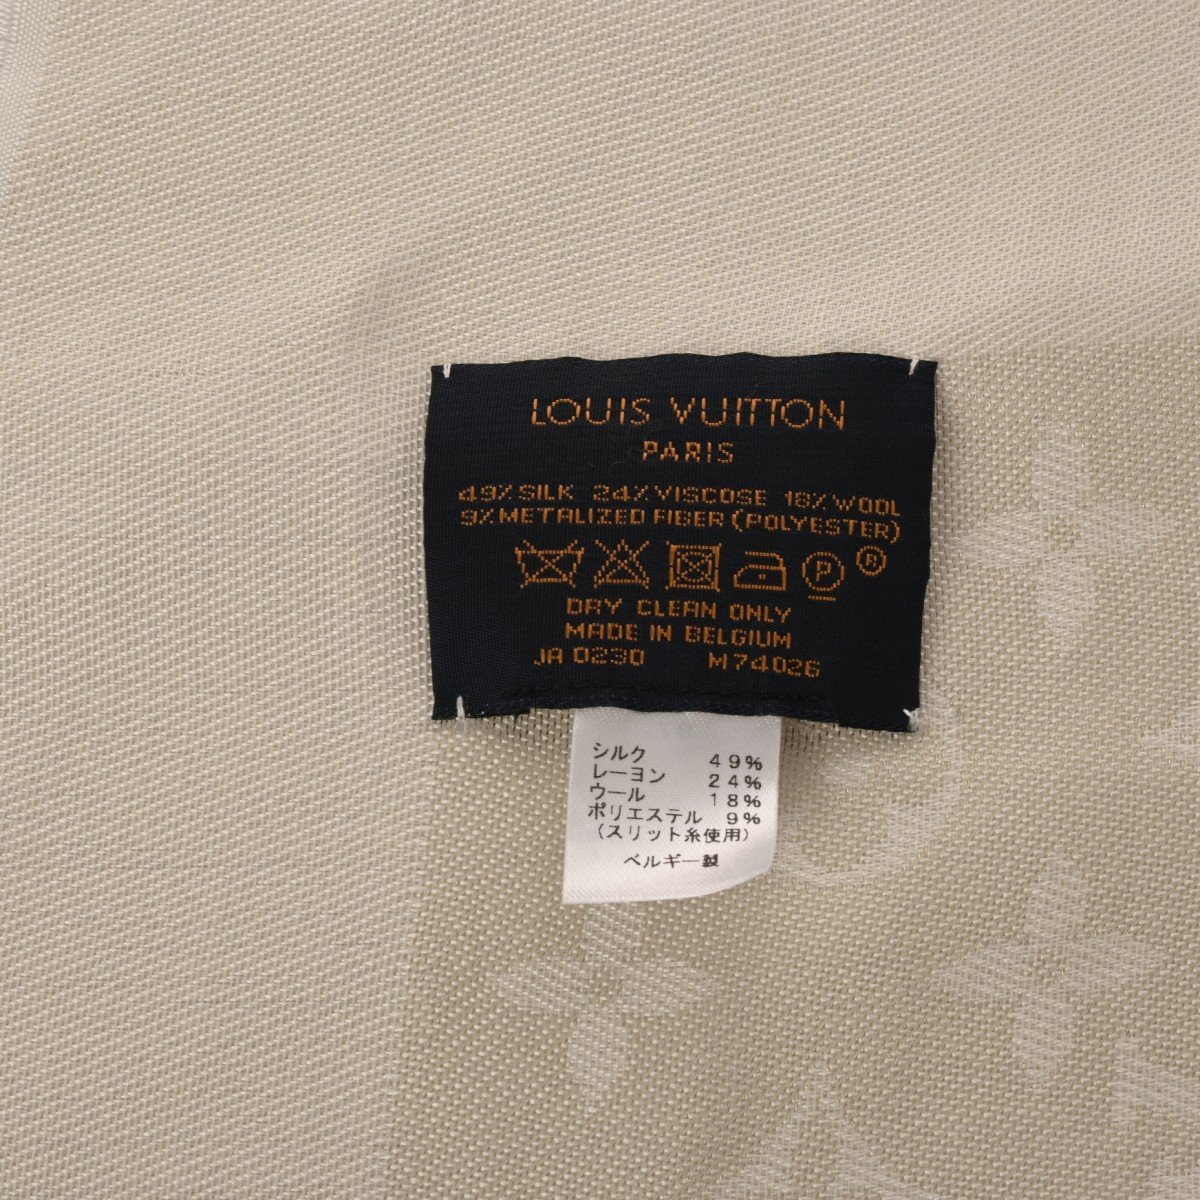 LOUIS VUITTON
PARIS
49% SILK 24% VISCOSE 18% WOOL
9% METALIZED FIBER (POLYESTER)
P ®
DRY CLEAN ONLY
MADE IN BELGIUM
JA 0230 M74026
シルク 49%
レーヨン 24%
ウール 18%
ポリエステル 9%
(スリット糸使用)
ベルギー製